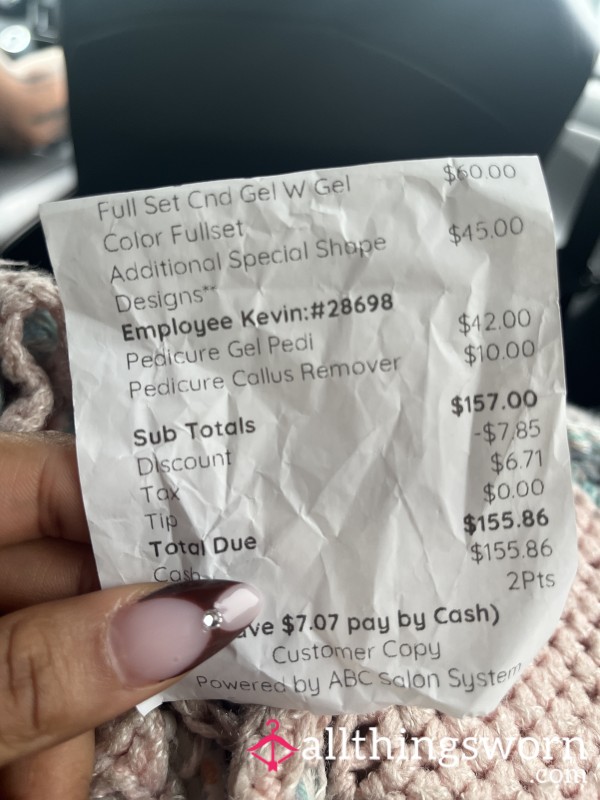 Full Set Cnd Gel W Gel $60.00
Color Fullset
Additional Special Shape $45.00
Designs**
Employee Kevin:#28698
Pedicure Gel Pedi $42.00
Pedicure Callus Remover $10.00
Sub Totals $157.00
Discount -$7.85
Tax $6.71
Tip $0.00
Total Due $155.86
Cash $155.86
2Pts
$7.07 pay by Cash)
Customer Copy
Powered by ABC Salon System
allthingsworn
.com